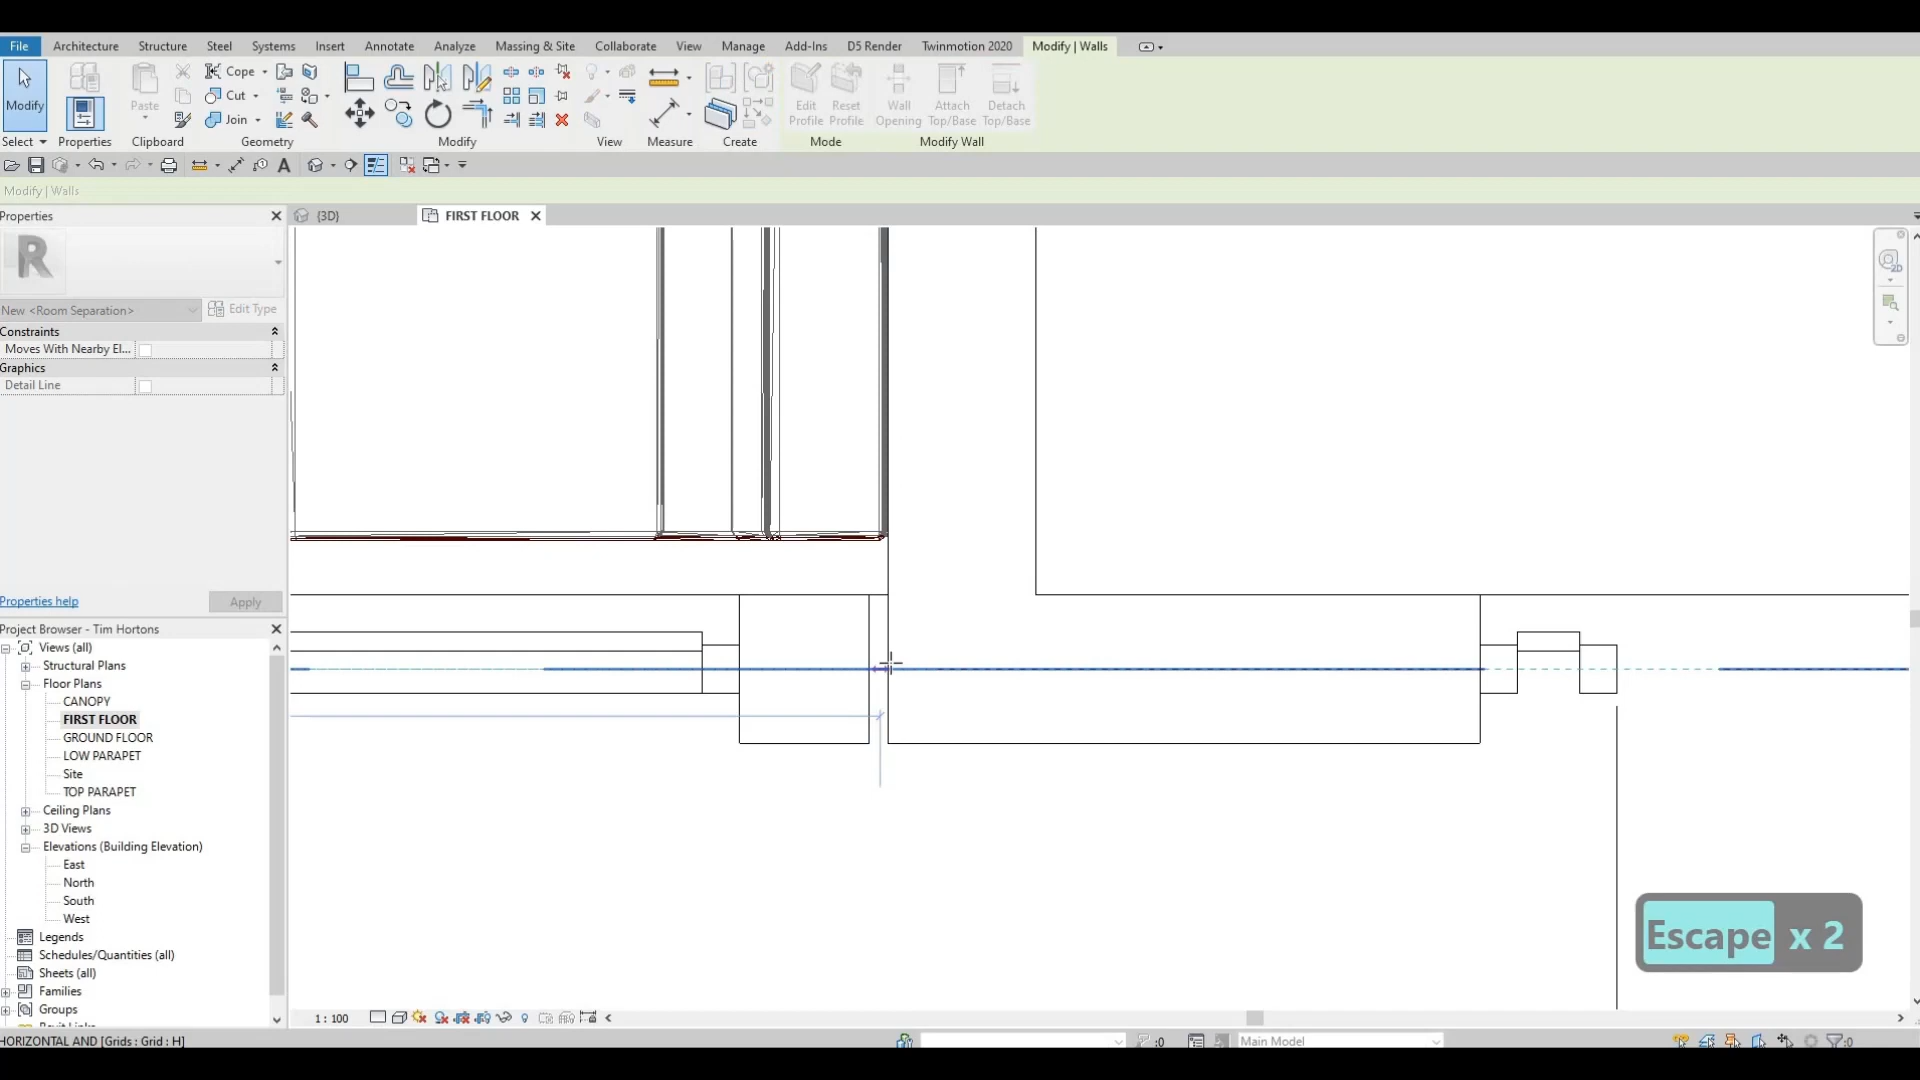 File Architecture Structure Steel Systems Insert Annotate Analyze Massing & Site Collaborate View Manage Add-Ins D5 Render Twinmotion 2020 Modify | Walls
Modify
Paste
Cope
Cut
Join
Edit Profile
Reset Profile
Wall Opening
Attach Top/Base
Detach Top/Base
Select Properties Clipboard Geometry Modify View Measure Create Mode Modify Wall
Modify | Walls
Properties
{3D}
FIRST FLOOR
R
2D
New <Room Separation>
Edit Type
Constraints
Moves With Nearby El...
Graphics
Detail Line
Properties help
Apply
Project Browser - Tim Hortons
Views (all)
Structural Plans
Floor Plans
CANOPY
FIRST FLOOR
GROUND FLOOR
LOW PARAPET
Site
TOP PARAPET
Ceiling Plans
3D Views
Elevations (Building Elevation)
East
North
South
West
Legends
Schedules/Quantities (all)
Sheets (all)
Families
Groups
Revit Links
Escape x 2
1 : 100
HORIZONTAL AND [Grids : Grid : H]
:0
Main Model
:0